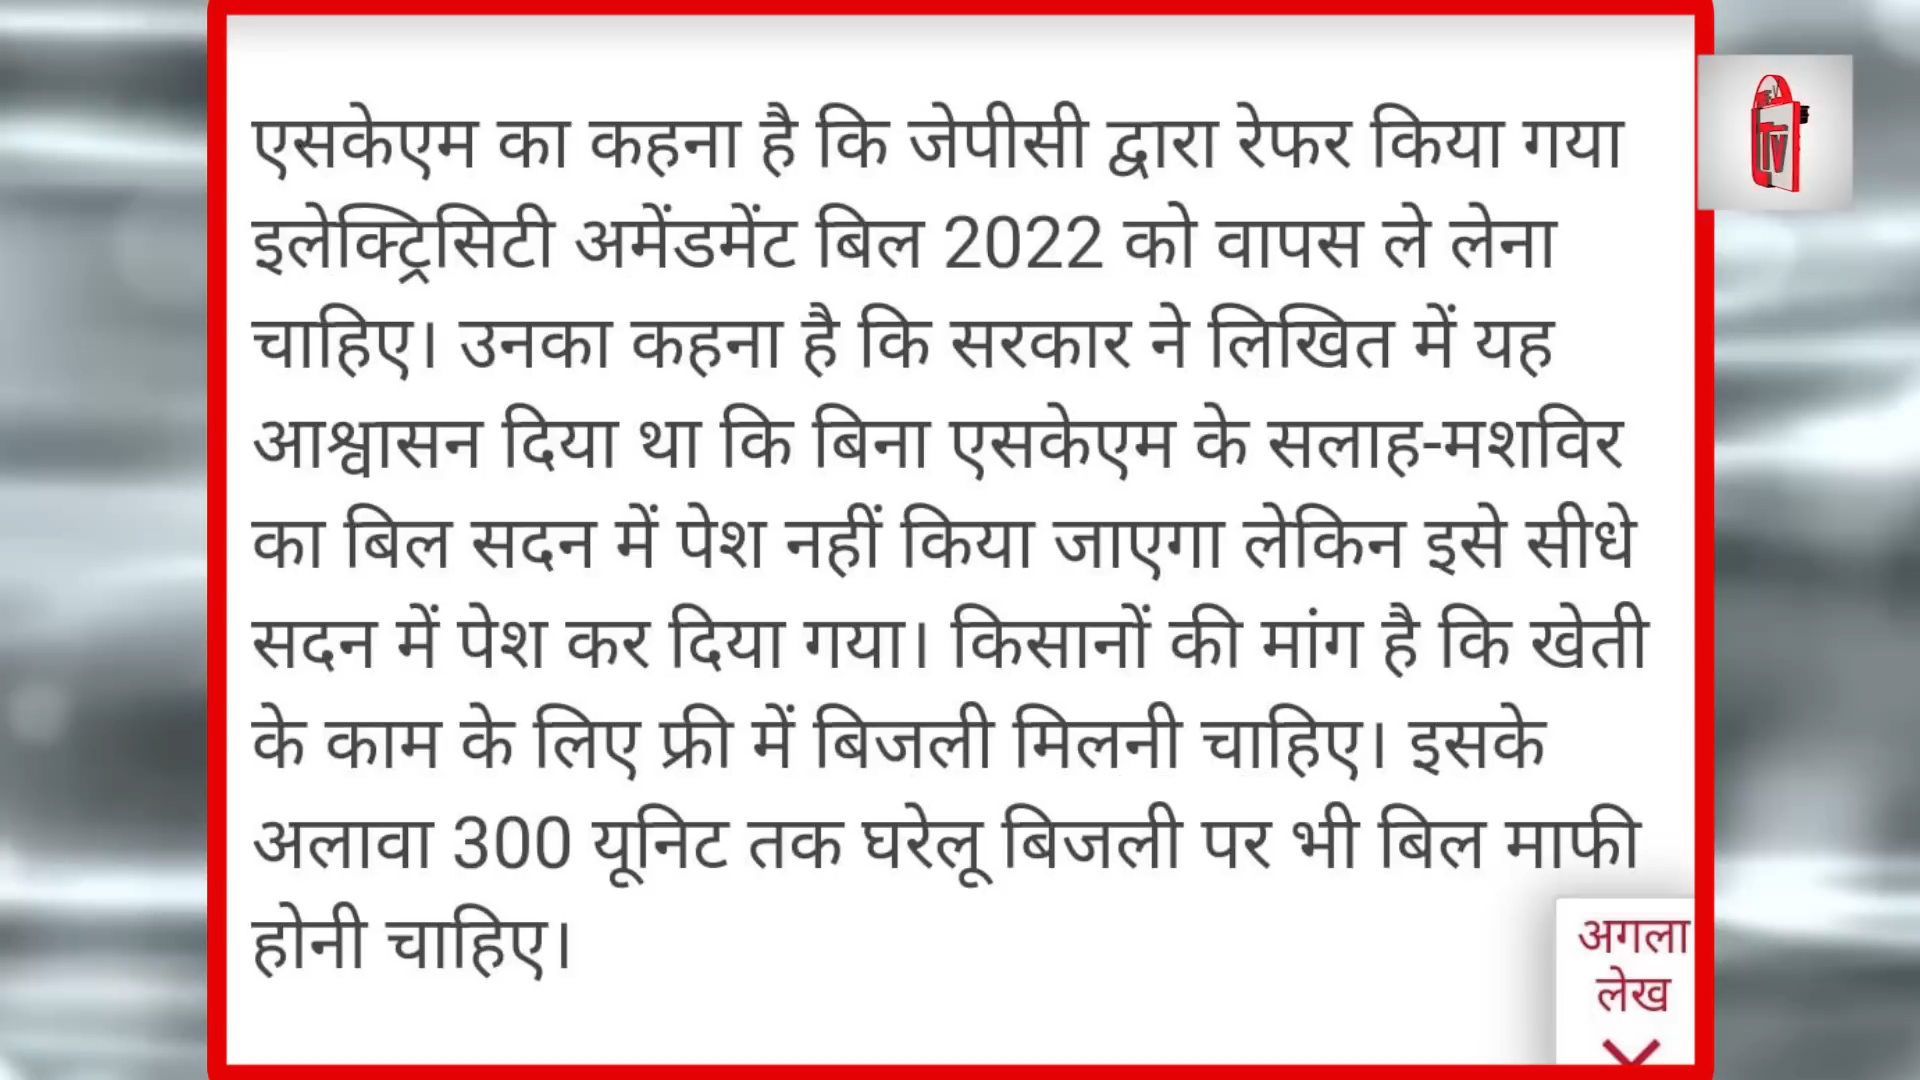 एसकेएम का कहना है कि जेपीसी द्वारा रेफर किया गया
इलेक्ट्रिसिटी अमेंडमेंट बिल 2022 को वापस ले लेना
चाहिए। उनका कहना है कि सरकार ने लिखित में यह
आश्वासन दिया था कि बिना एसकेएम के सलाह-मशविर
का बिल सदन में पेश नहीं किया जाएगा लेकिन इसे सीधे
सदन में पेश कर दिया गया। किसानों की मांग है कि खेती
के काम के लिए फ्री में बिजली मिलनी चाहिए। इसके
अलावा 300 यूनिट तक घरेलू बिजली पर भी बिल माफी
होनी चाहिए।
अगला
लेख
TV